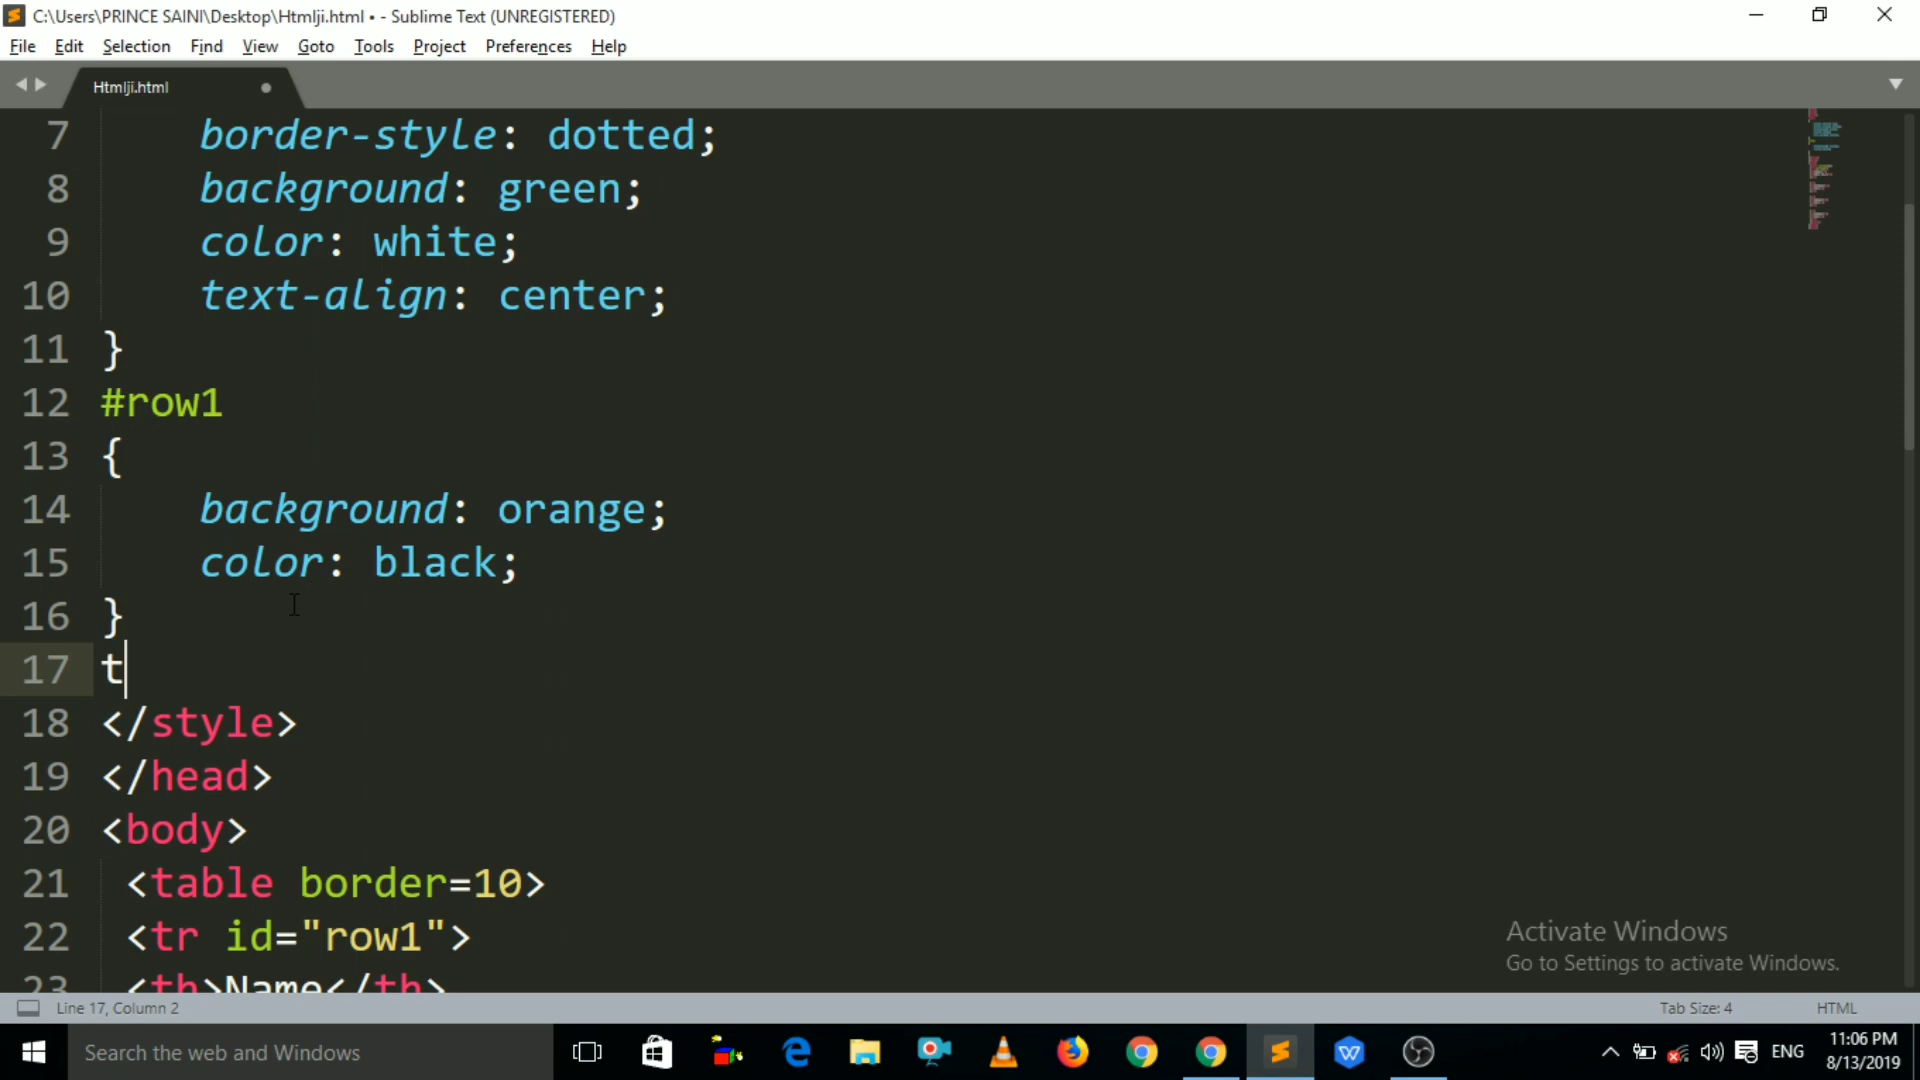 C:\Users\PRINCE SAINI\Desktop\Htmlji.html • - Sublime Text (UNREGISTERED)
File Edit Selection Find View Goto Tools Project Preferences Help
Htmlji.html
7 border-style: dotted;
8 background: green;
9 color: white;
10 text-align: center;
11 }
12 #row1
13 {
14 background: orange;
15 color: black;
16 }
17 t
18 </style>
19 </head>
20 <body>
21 <table border=10>
22 <tr id="row1">
23 <th>Name</th>
Activate Windows
Go to Settings to activate Windows.
Line 17, Column 2
Tab Size: 4
HTML
Search the web and Windows
ENG
11:06 PM
8/13/2019